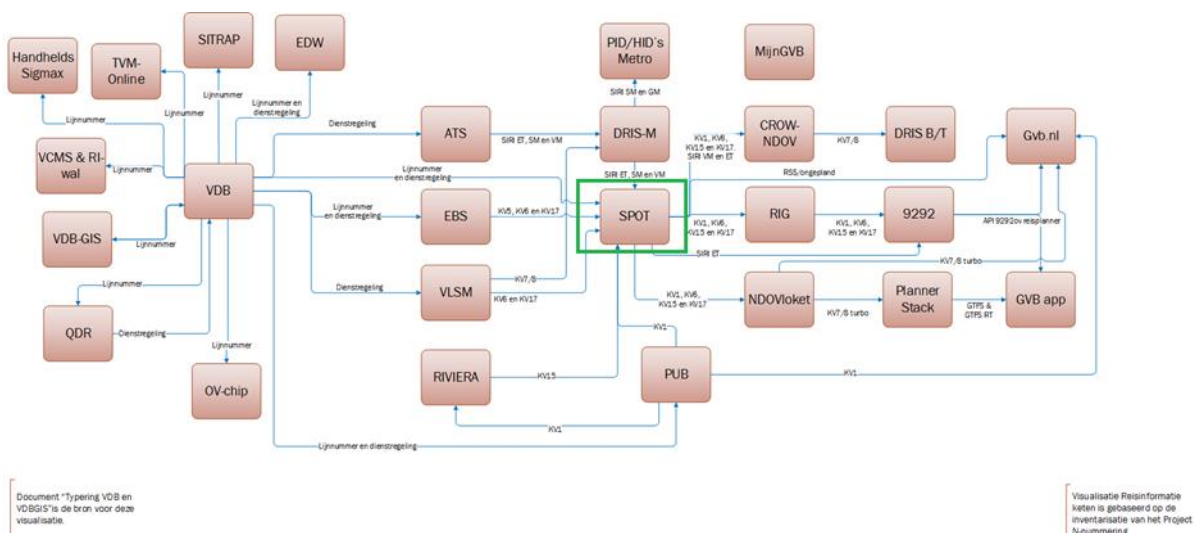 SITRAP
EDW
Handhelds
Sigmax
TVM-
Online
PID/HID's
Metro
MijnGVB
Lijnnummer
Lijnnummer
Lijnnummer en
dienstregeling
Lijnnummer
SIRI SM en GM
Dienstregeling
ATS
SIRI ET, SM en VM
DRIS-M
KV1, KV6,
KV15 en KV17.
SIRI VM en ET
CROW-
NDOV
KV7/8
DRIS B/T
Gvb.nl
VCMS & RI-
wal
Lijnnummer
VDB
Lijnnummer
en dienstregeling
SIRI ET, SM en VM
RSS/ongepland
Lijnnummer
en dienstregeling
EBS
KV5, KV6 en KV17
SPOT
KV1, KV6,
KV15 en KV17
RIG
KV1, KV6,
KV15 en KV17
9292
API 9292ov reisplanner
VDB-GIS
Lijnnummer
SIRI ET
KV7/8 turbo
Lijnnummer
Dienstregeling
VLSM
KV7/8
KV6 en KV17
KV1, KV6,
KV15 en KV17
NDOVloket
KV7/8 turbo
Planner
Stack
GTFS &
GTFS RT
GVB app
QDR
Dienstregeling
Lijnnummer
KV1
OV-chip
RIVIERA
KV15
PUB
KV1
KV1
Lijnnummer en dienstregeling
Document "Typering VDB en
VDBGIS"is de bron voor deze
visualisatie.
Visualisatie Reisinformatie
keten is gebaseerd op de
inventarisatie van het Project
N-nummering